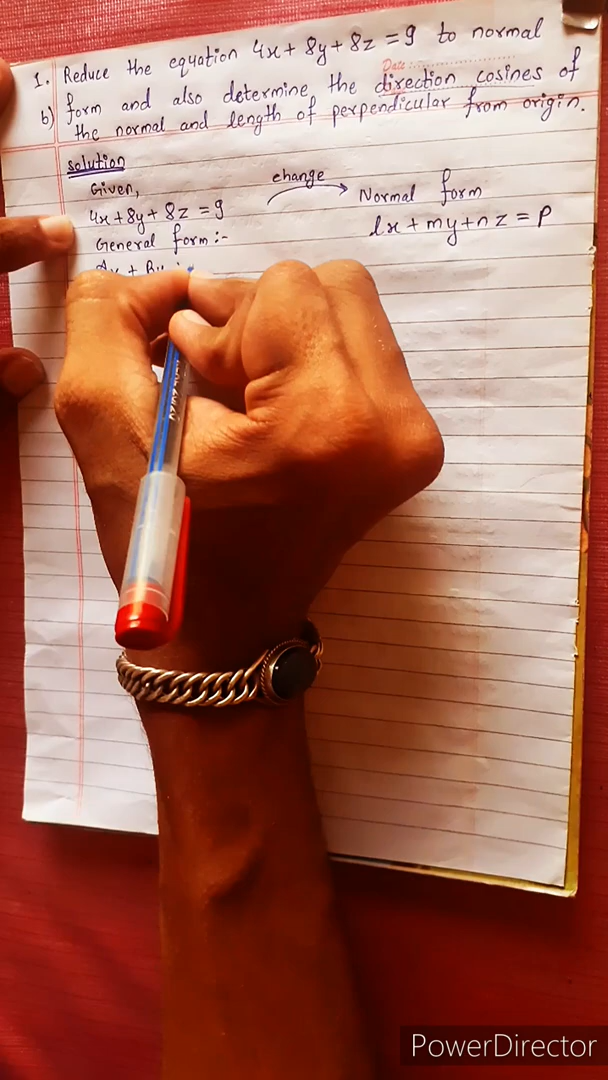 1. Reduce the equation 4x + 8y + 8z = 9 to normal
Date :
b) form and also determine the direction cosines of
the normal and length of perpendicular from origin.
solution
Given,
change
4x + 8y + 8z = 9
Normal form
General form :-
lx + my + nz = P
Ax + By
PowerDirector